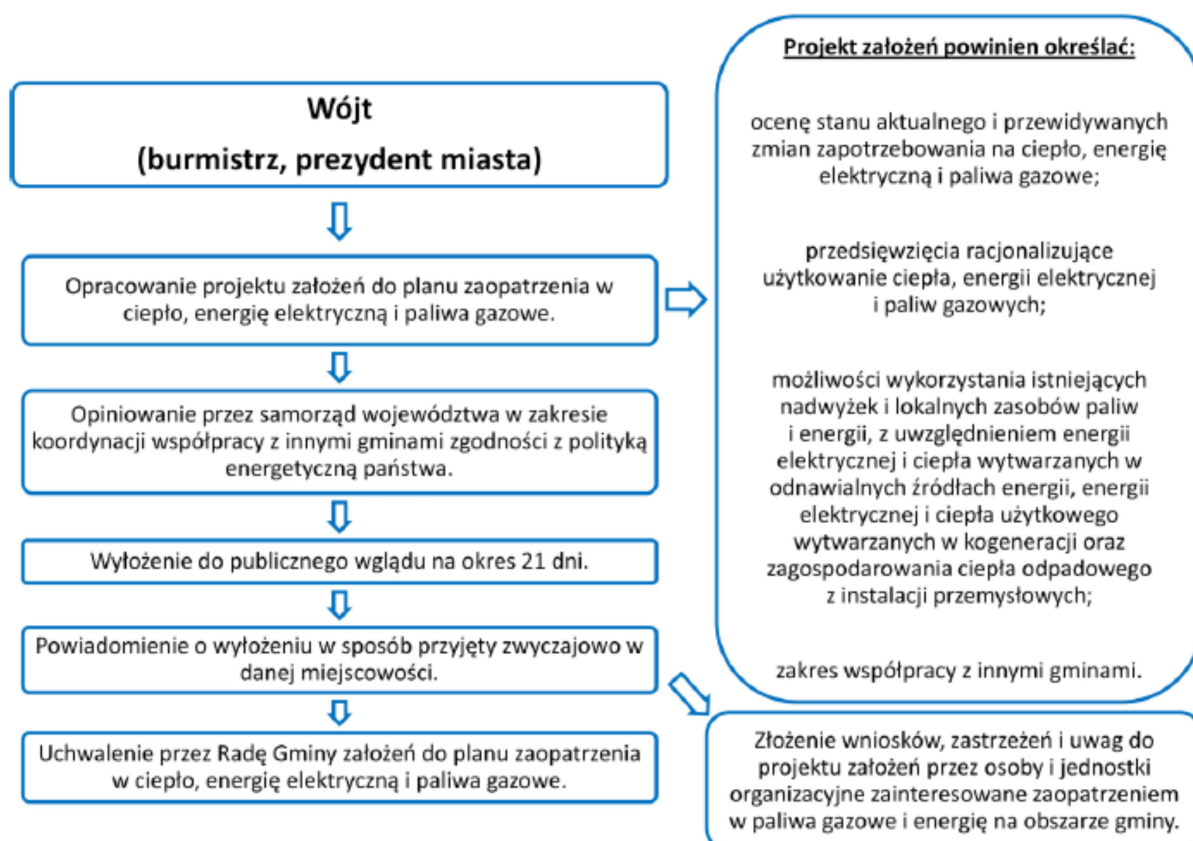 Wójt
(burmistrz, prezydent miasta)
Opracowanie projektu założeń do planu zaopatrzenia w
ciepło, energię elektryczną i paliwa gazowe.
Opiniowanie przez samorząd województwa w zakresie
koordynacji współpracy z innymi gminami zgodności z polityką
energetyczną państwa.
Wyłożenie do publicznego wglądu na okres 21 dni.
Powiadomienie o wyłożeniu w sposób przyjęty zwyczajowo w
danej miejscowości.
Uchwalenie przez Radę Gminy założeń do planu zaopatrzenia
w ciepło, energię elektryczną i paliwa gazowe.
Projekt założeń powinien określać:
ocenę stanu aktualnego i przewidywanych
zmian zapotrzebowania na ciepło, energię
elektryczną i paliwa gazowe;
przedsięwzięcia racjonalizujące
użytkowanie ciepła, energii elektrycznej
i paliw gazowych;
możliwości wykorzystania istniejących
nadwyżek i lokalnych zasobów paliw
i energii, z uwzględnieniem energii
elektrycznej i ciepła wytwarzanych w
odnawialnych źródłach energii, energii
elektrycznej i ciepła użytkowego
wytwarzanych w kogeneracji oraz
zagospodarowania ciepła odpadowego
z instalacji przemysłowych;
zakres współpracy z innymi gminami.
Złożenie wniosków, zastrzeżeń i uwag do
projektu założeń przez osoby i jednostki
organizacyjne zainteresowane zaopatrzeniem
w paliwa gazowe i energię na obszarze gminy.